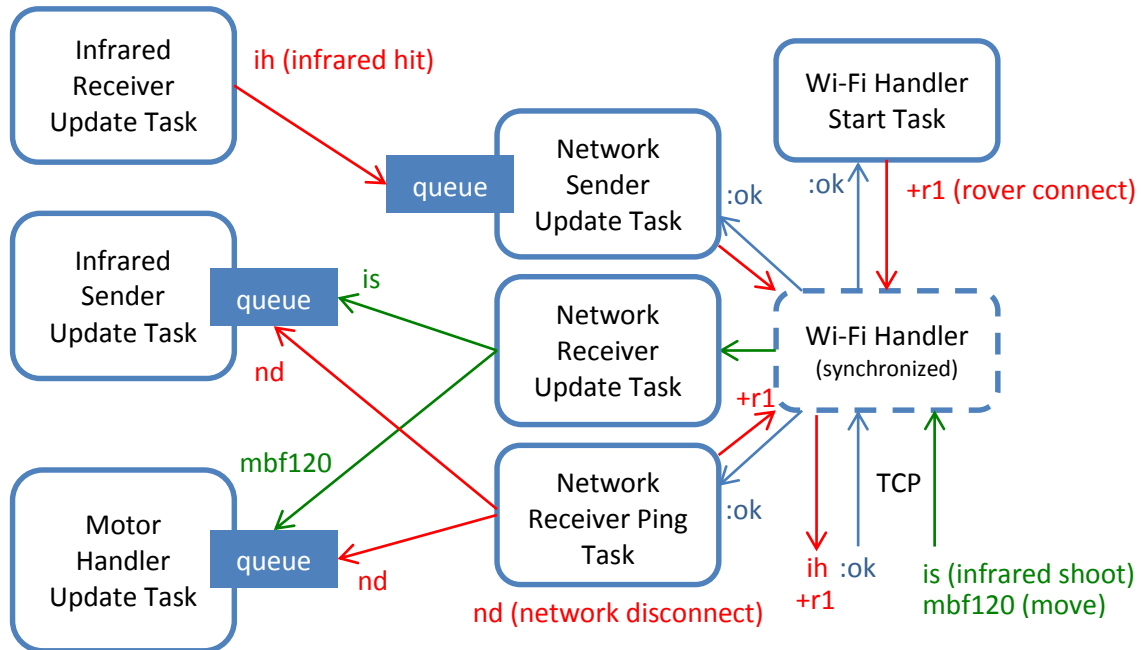 Infrared
Receiver
Update Task
ih (infrared hit)
Wi-Fi Handler
Start Task
queue
Network
Sender
Update Task
:ok
:ok
+r1 (rover connect)
Infrared
Sender
Update Task
queue
is
nd
Network
Receiver
Update Task
Wi-Fi Handler
(synchronized)
+r1
mbf120
Motor
Handler
Update Task
queue
nd
Network
Receiver Ping
Task
:ok
TCP
ih
+r1
:ok
is (infrared shoot)
mbf120 (move)
nd (network disconnect)